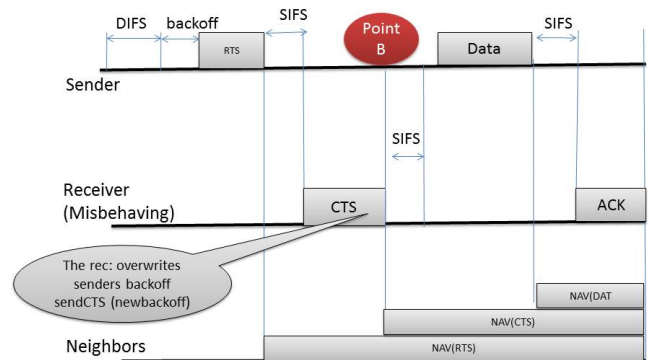 DIFS
backoff
SIFS
Point
B
SIFS
RTS
Data
Sender
SIFS
Receiver
(Misbehaving)
CTS
ACK
The rec: overwrites
senders backoff
sendCTS (newbackoff)
NAV(DAT
NAV(CTS)
Neighbors
NAV(RTS)